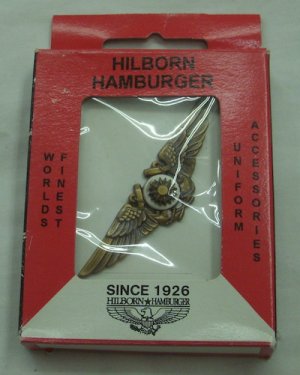 HILBORN
HAMBURGER
WORLDS
FINEST
UNIFORM
ACCESSORIES
SINCE 1926
HILBORN★HAMBURGER